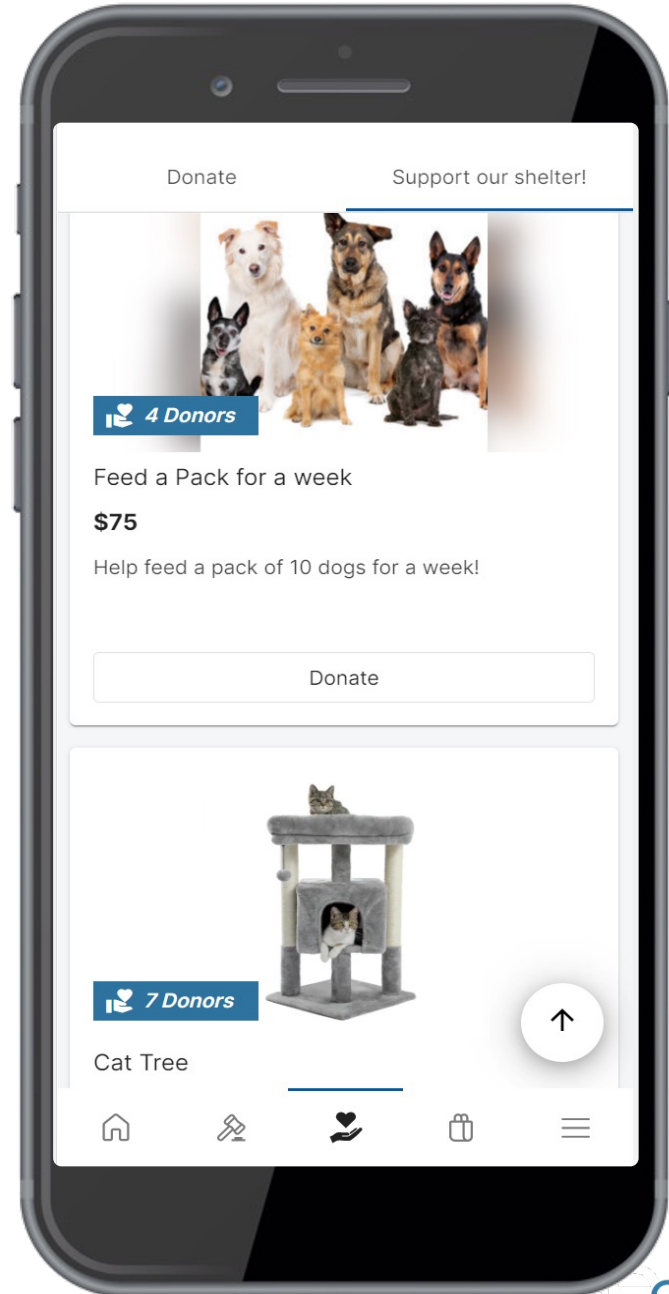 Donate
Support our shelter!
4 Donors
Feed a Pack for a week
$75
Help feed a pack of 10 dogs for a week!
Donate
7 Donors
Cat Tree